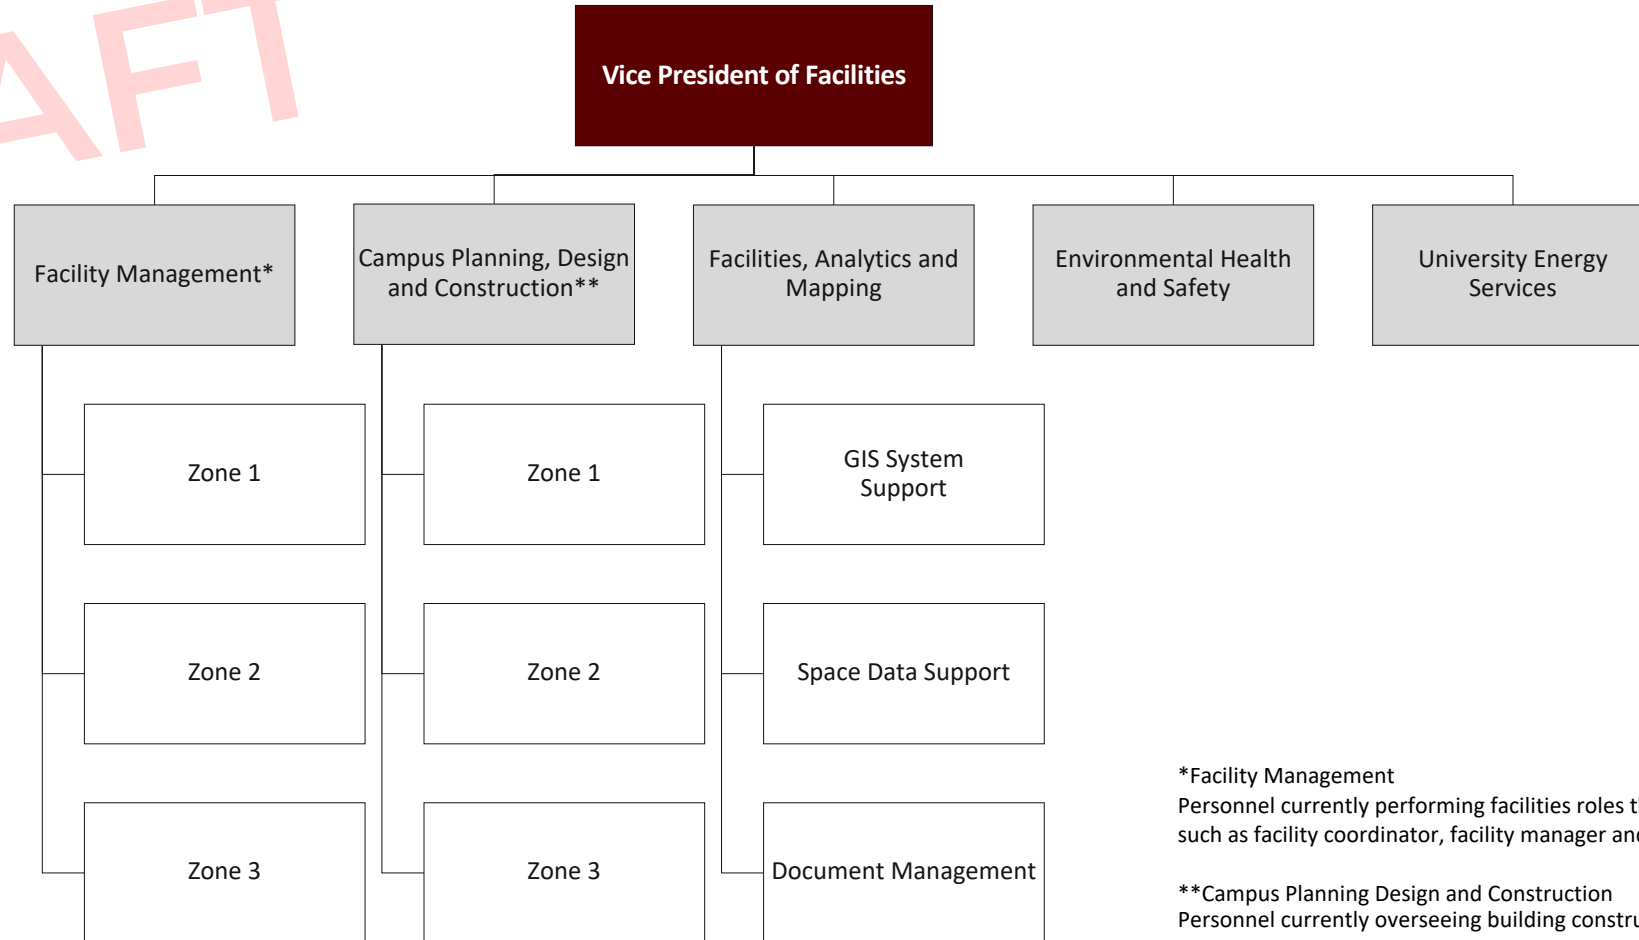 Vice President of Facilities
Facility Management*
Campus Planning, Design
and Construction**
Facilities, Analytics and
Mapping
Environmental Health
and Safety
University Energy
Services
Zone 1
Zone 1
GIS System
Support
Zone 2
Zone 2
Space Data Support
Zone 3
Zone 3
Document Management
*Facility Management
Personnel currently performing facilities roles
such as facility coordinator, facility manager
**Campus Planning Design and Construction
Personnel currently overseeing building